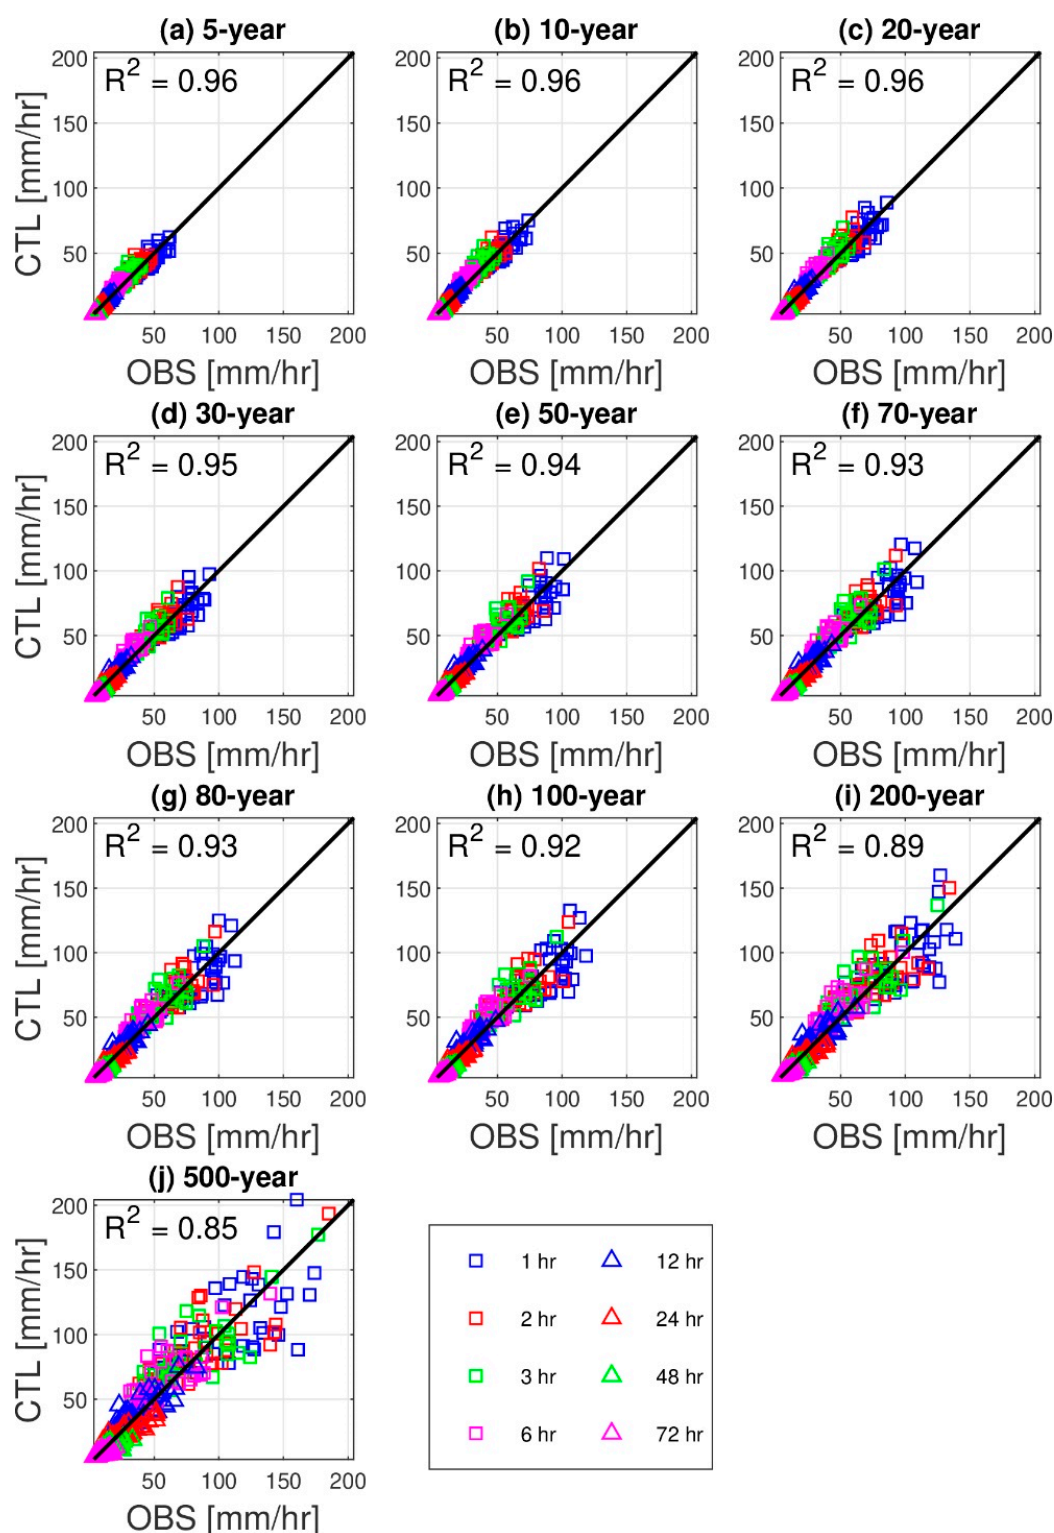 (a) 5-year
(b) 10-year
(c) 20-year
200
150
100
50
R² = 0.96
200
150
100
50
R² = 0.96
200
150
100
50
R² = 0.96
CTL [mm/hr]
50 100 150 200
50 100 150 200
50 100 150 200
OBS [mm/hr]
OBS [mm/hr]
OBS [mm/hr]
(d) 30-year
(e) 50-year
(f) 70-year
200
150
100
50
R² = 0.95
200
150
100
50
R² = 0.94
200
150
100
50
R² = 0.93
CTL [mm/hr]
50 100 150 200
50 100 150 200
50 100 150 200
OBS [mm/hr]
OBS [mm/hr]
OBS [mm/hr]
(g) 80-year
(h) 100-year
(i) 200-year
200
150
100
50
R² = 0.93
200
150
100
50
R² = 0.92
200
150
100
50
R² = 0.89
CTL [mm/hr]
50 100 150 200
50 100 150 200
50 100 150 200
OBS [mm/hr]
OBS [mm/hr]
OBS [mm/hr]
(j) 500-year
200
150
100
50
R² = 0.85
CTL [mm/hr]
50 100 150 200
OBS [mm/hr]
1 hr
12 hr
2 hr
24 hr
3 hr
48 hr
6 hr
72 hr